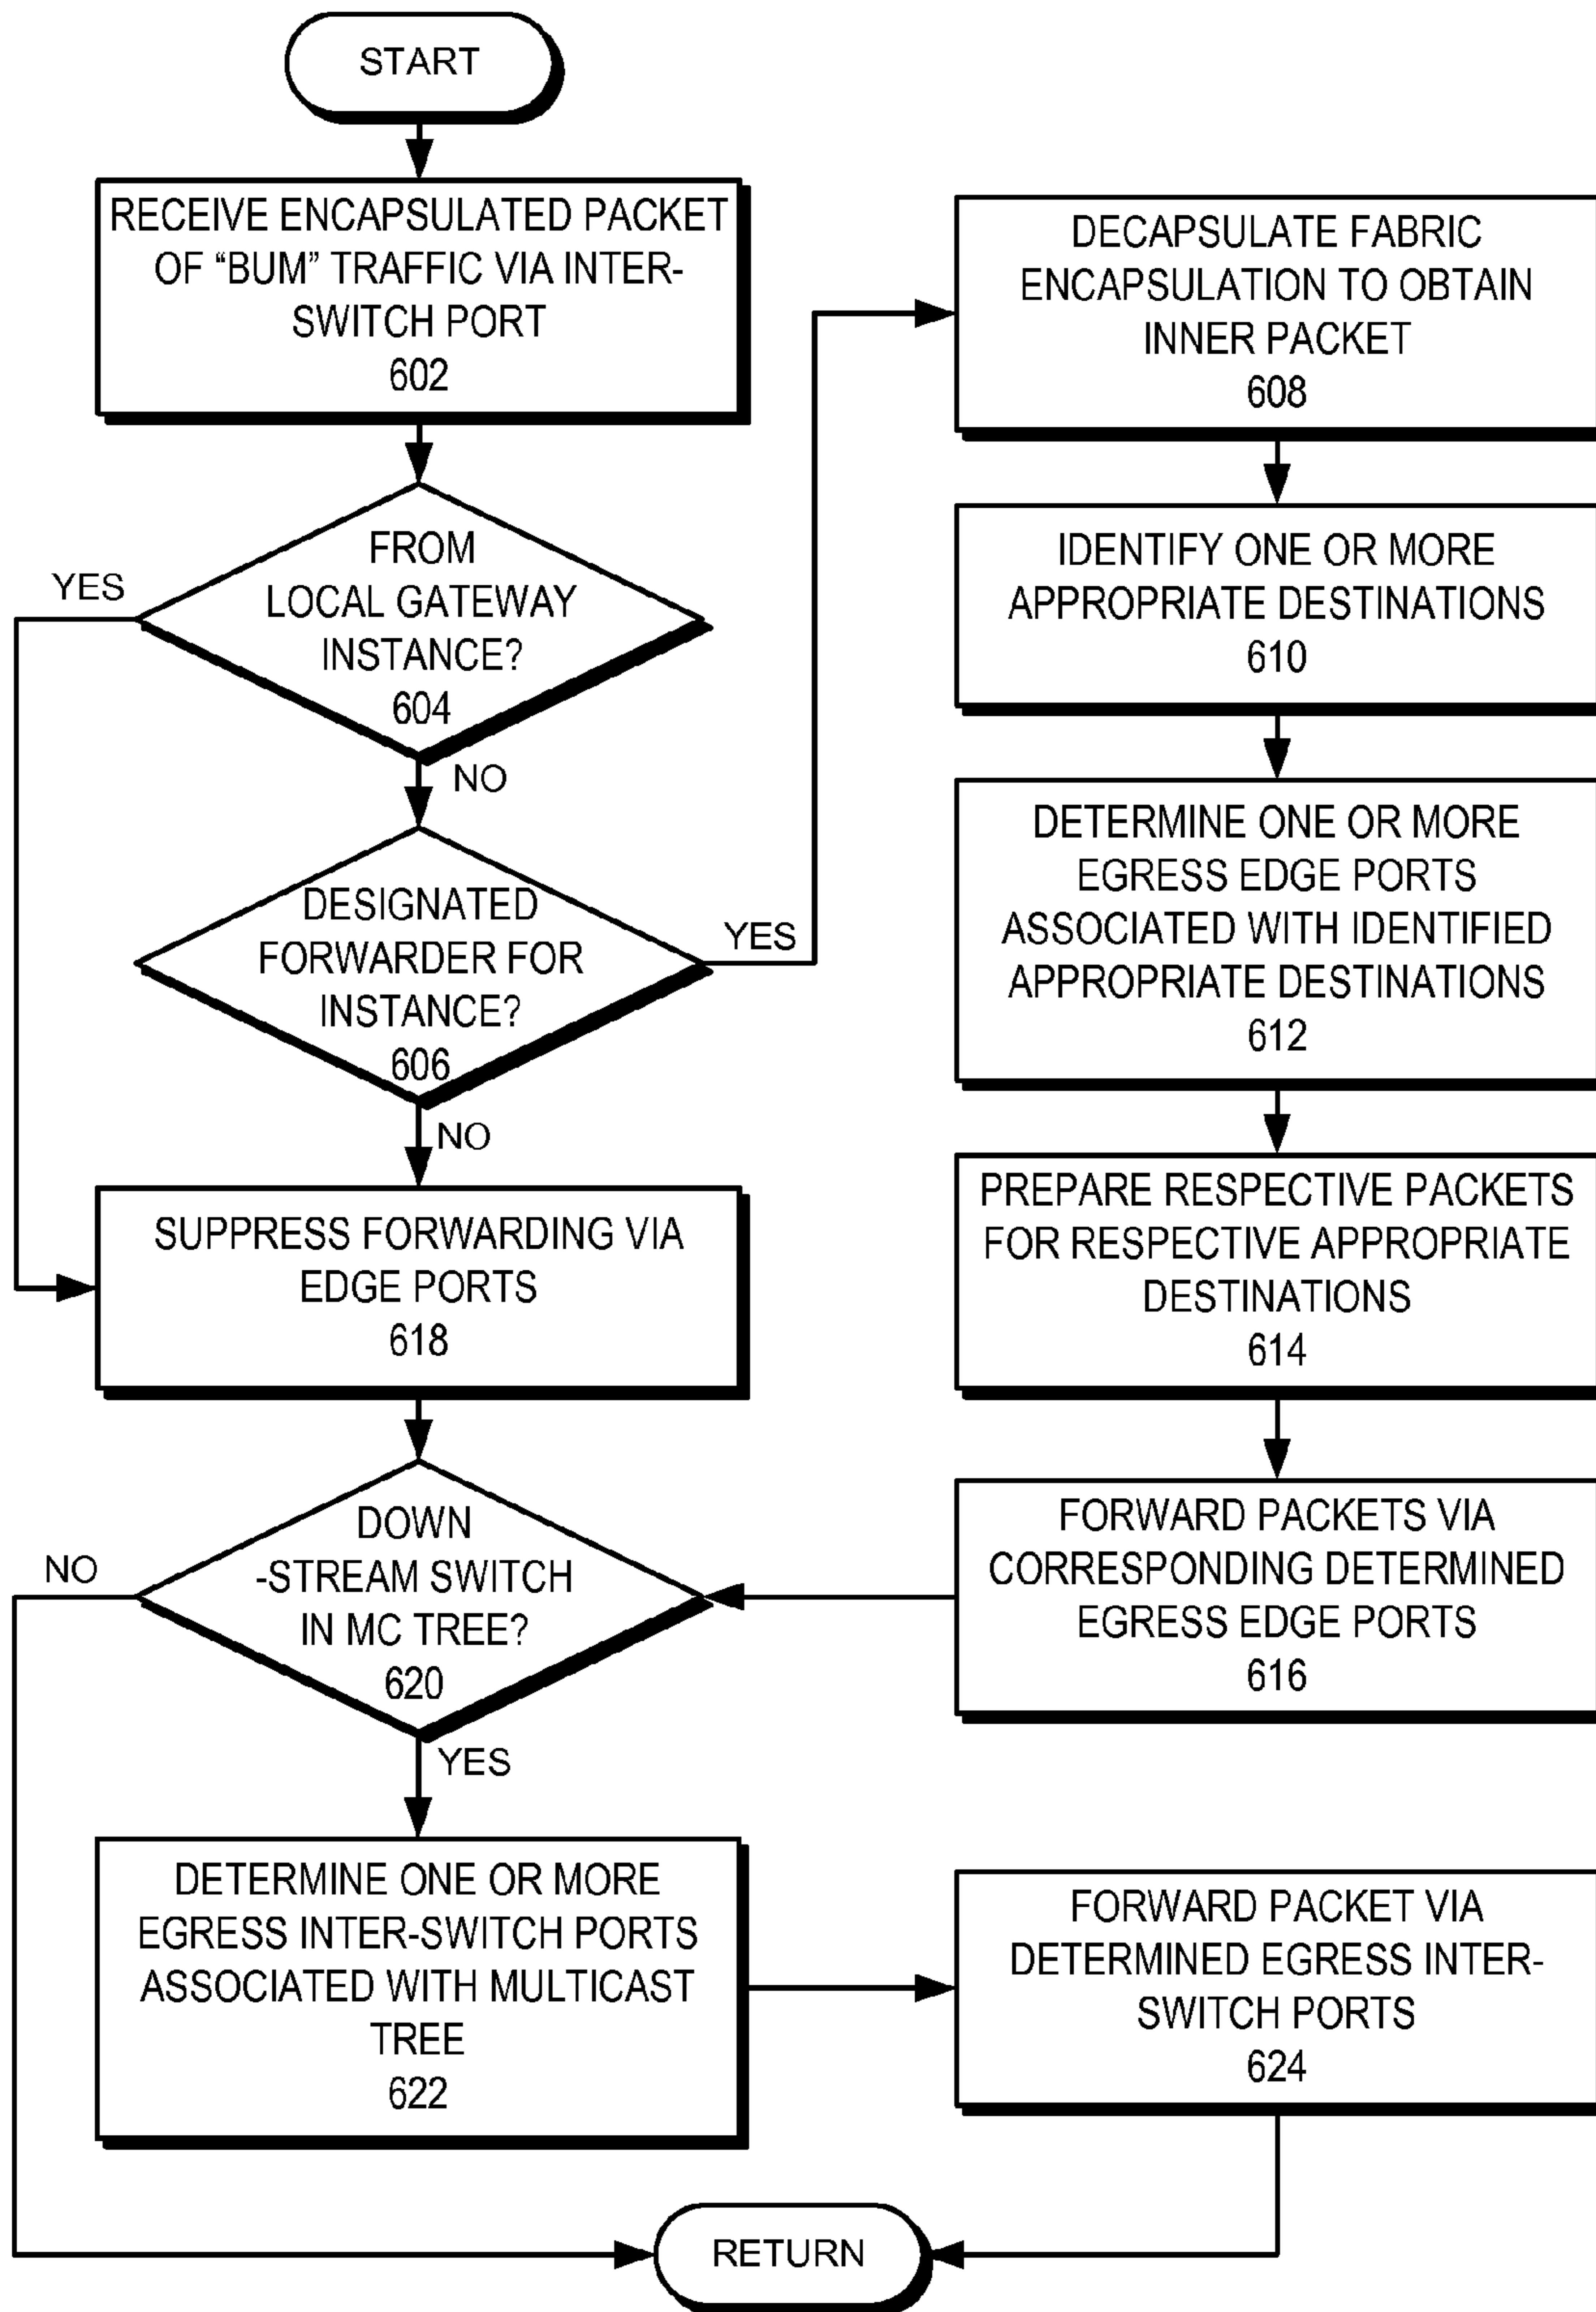 START
RECEIVE ENCAPSULATED PACKET
OF “BUM” TRAFFIC VIA INTER-
SWITCH PORT
602
FROM
LOCAL GATEWAY
INSTANCE?
604
YES
NO
DESIGNATED
FORWARDER FOR
INSTANCE?
606
YES
NO
DECAPSULATE FABRIC
ENCAPSULATION TO OBTAIN
INNER PACKET
608
IDENTIFY ONE OR MORE
APPROPRIATE DESTINATIONS
610
DETERMINE ONE OR MORE
EGRESS EDGE PORTS
ASSOCIATED WITH IDENTIFIED
APPROPRIATE DESTINATIONS
612
PREPARE RESPECTIVE PACKETS
FOR RESPECTIVE APPROPRIATE
DESTINATIONS
614
FORWARD PACKETS VIA
CORRESPONDING DETERMINED
EGRESS EDGE PORTS
616
SUPPRESS FORWARDING VIA
EDGE PORTS
618
DOWN
-STREAM SWITCH
IN MC TREE?
620
NO
YES
DETERMINE ONE OR MORE
EGRESS INTER-SWITCH PORTS
ASSOCIATED WITH MULTICAST
TREE
622
FORWARD PACKET VIA
DETERMINED EGRESS INTER-
SWITCH PORTS
624
RETURN